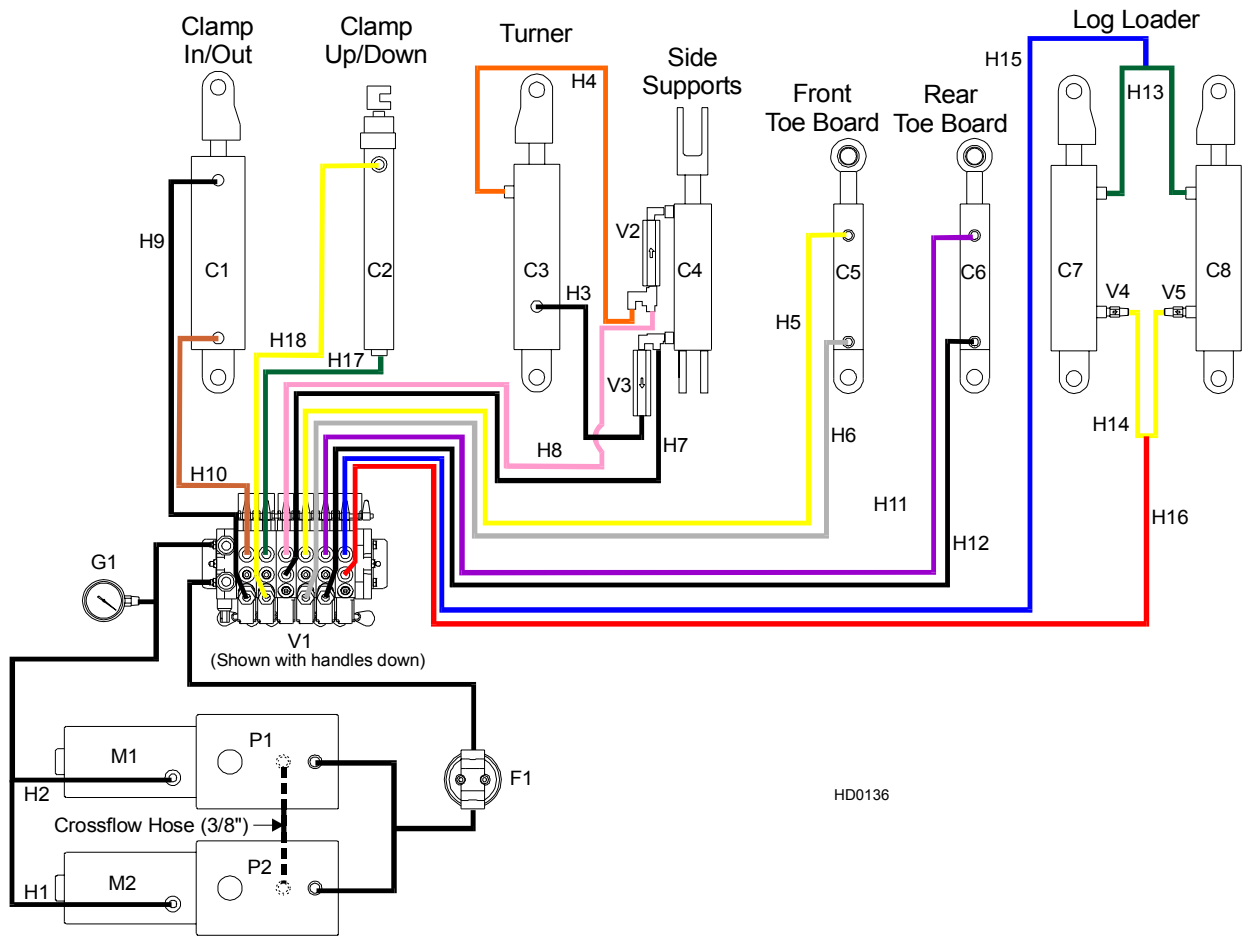 Clamp
In/Out
Clamp
Up/Down
Turner
Side
Supports
Front
Toe Board
Rear
Toe Board
Log Loader
H15
H4
H13
H9
V2
C1
C2
C3
C4
C5
C6
C7
C8
H3
V4
V5
H5
H18
H17
V3
H14
H6
H8
H7
H10
H11
H16
H12
G1
V1
(Shown with handles down)
M1
P1
F1
H2
HD0136
Crossflow Hose (3/8")
M2
P2
H1